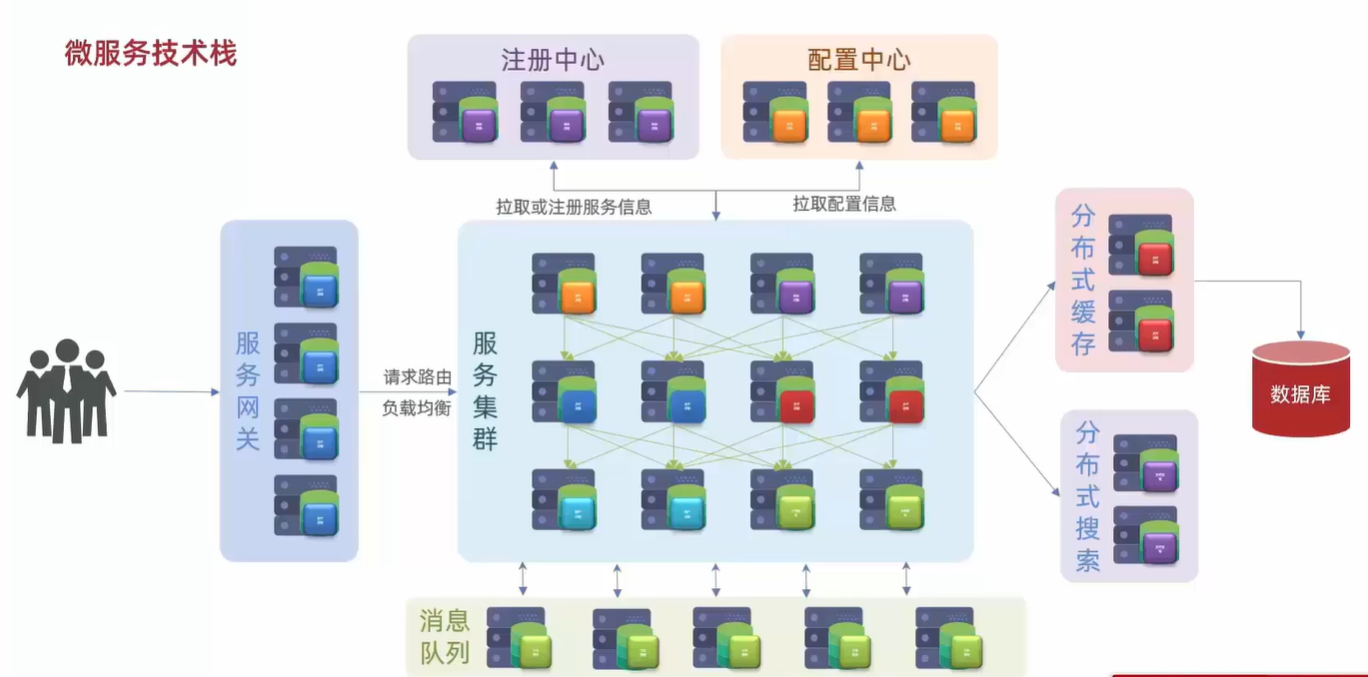 微服务技术栈
注册中心
配置中心
拉取或注册服务信息
拉取配置信息
服务网关
请求路由
负载均衡
服务集群
分布式缓存
数据库
分布式搜索
消息
队列